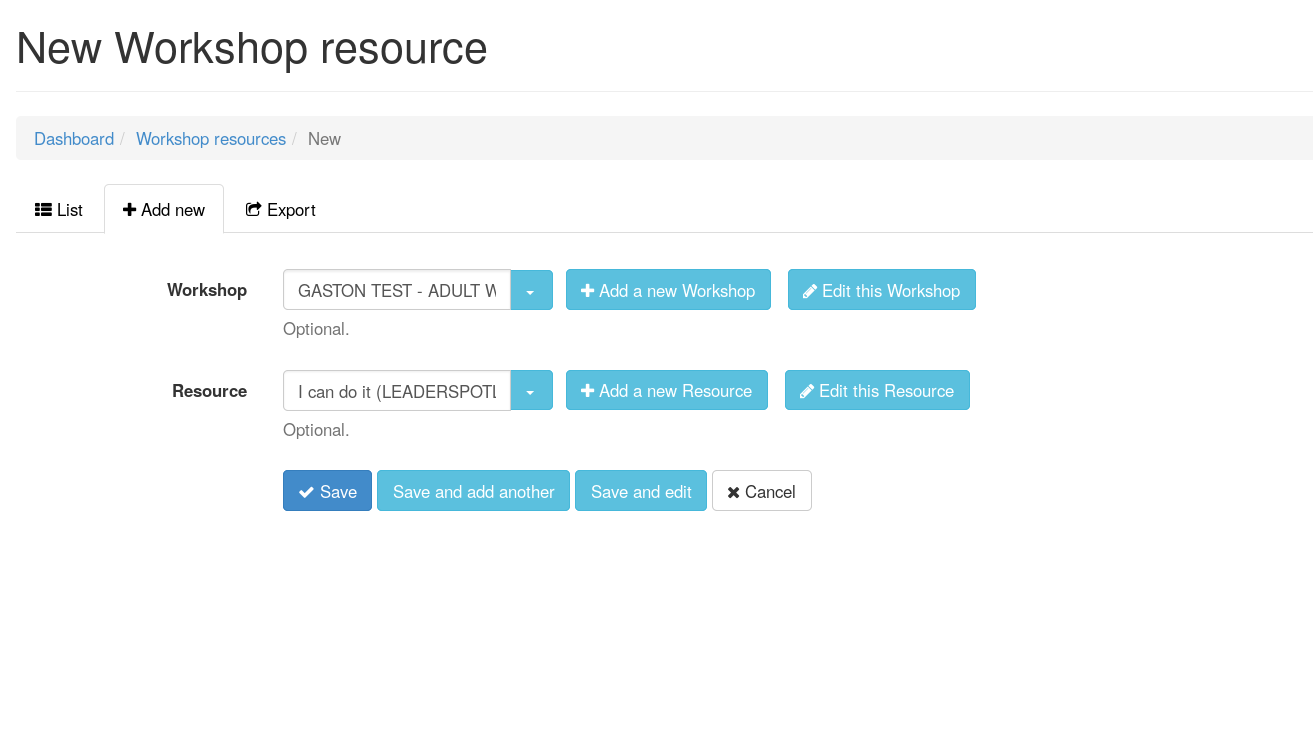 New Workshop resource
Dashboard / Workshop resources / New
List Add new Export
Workshop GASTON TEST - ADULT W Add a new Workshop Edit this Workshop
Optional.
Resource I can do it (LEADERSPOTL Add a new Resource Edit this Resource
Optional.
Save Save and add another Save and edit Cancel